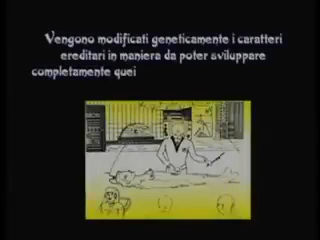 Vengono modificati geneticamente i caratteri
ereditari in maniera da poter sviluppare
completamente quei